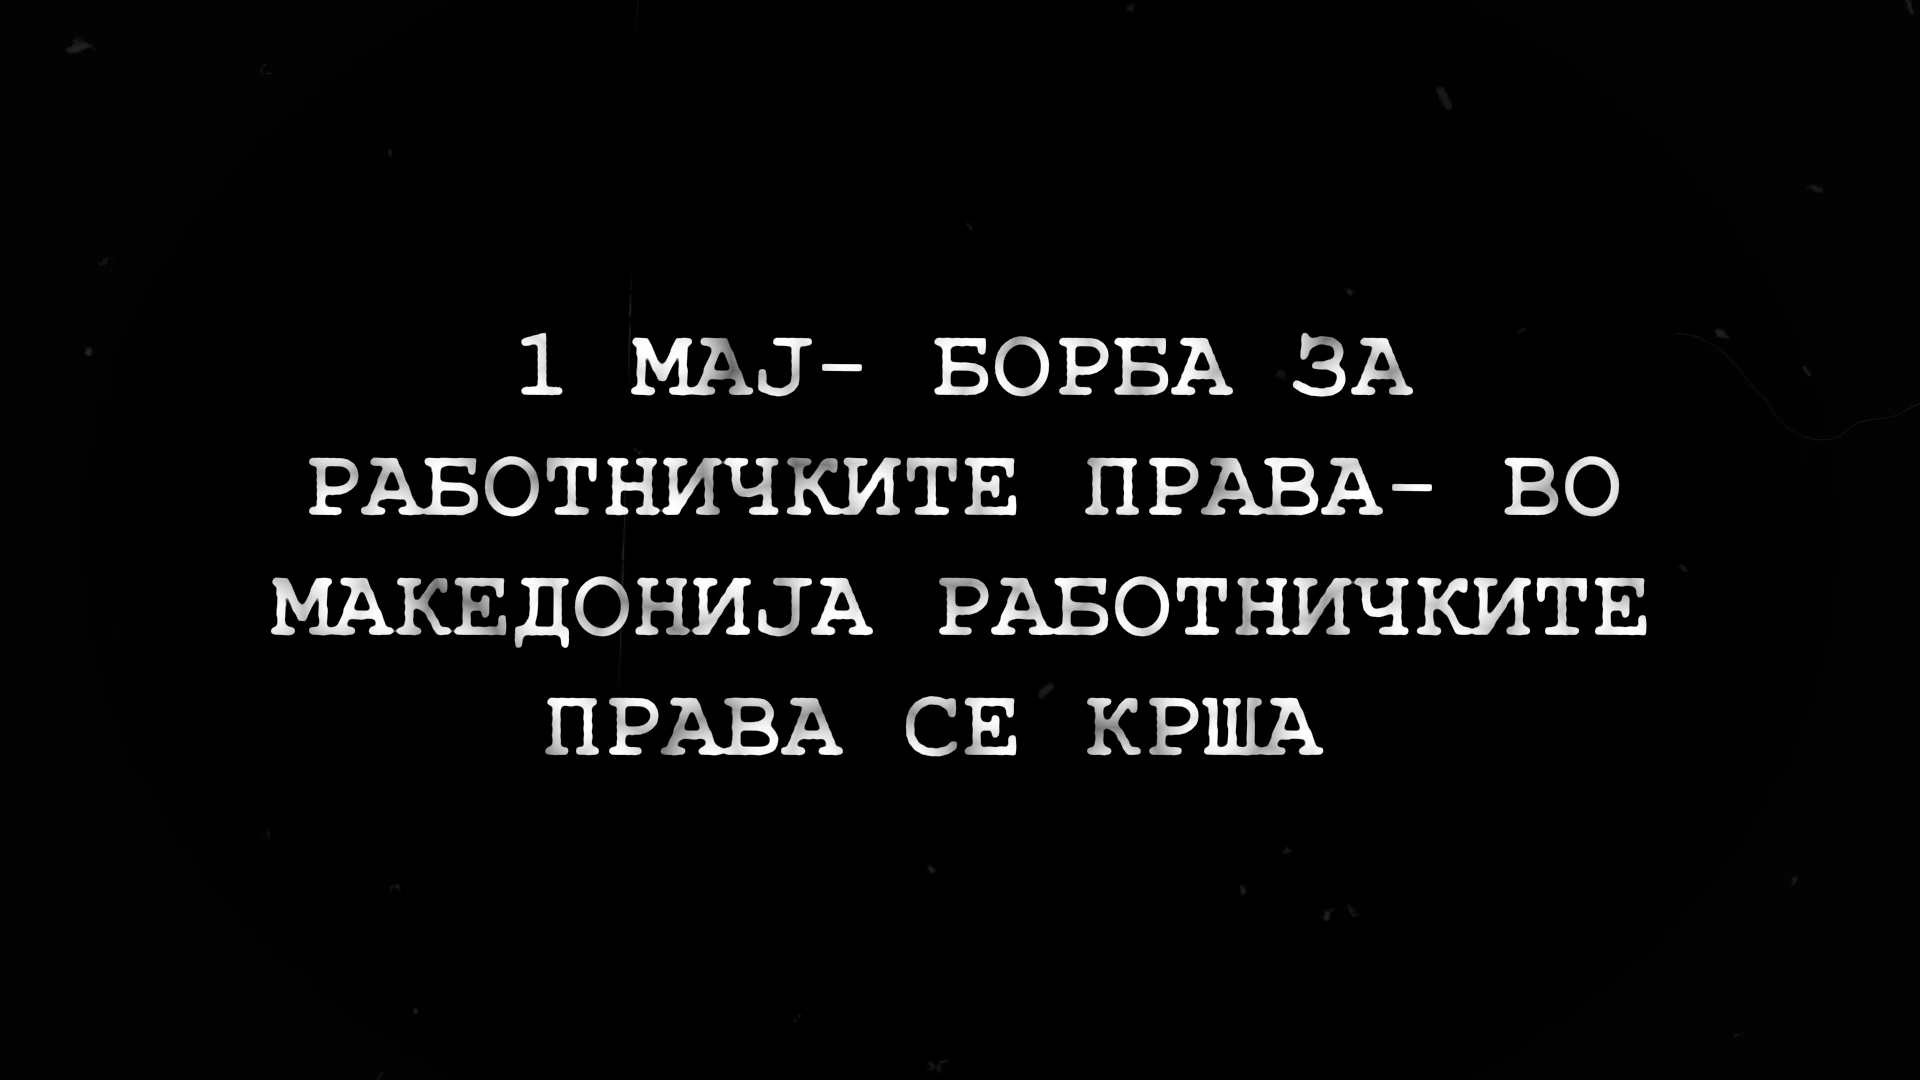 1 МАЈ- БОРБА ЗА
РАБОТНИЧКИТЕ ПРАВА- ВО
МАКЕДОНИЈА РАБОТНИЧКИТЕ
ПРАВА СЕ КРША